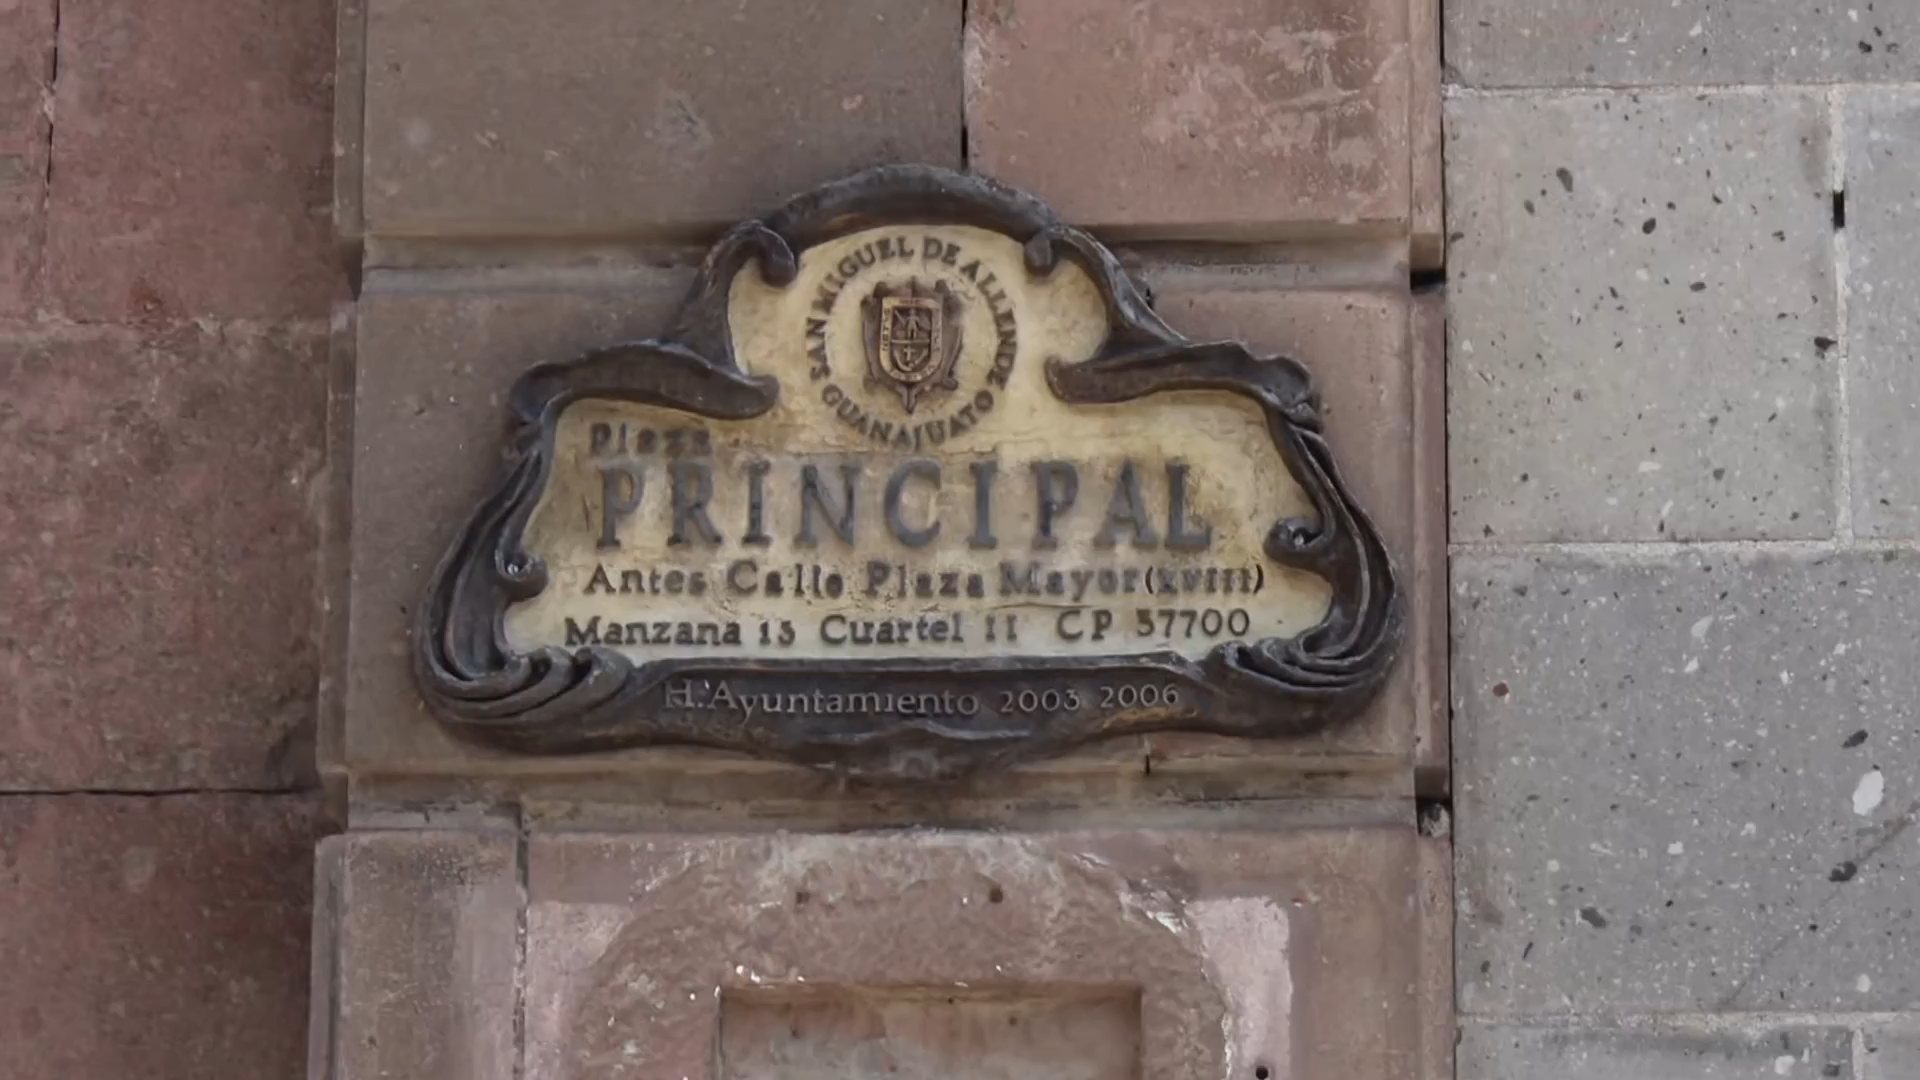 SAN MIGUEL DE ALLENDE
GUANAJUATO
Plaza
PRINCIPAL
Antes Calle Plaza Mayor (XVIII)
Manzana 13 Cuartel II CP 37700
H. Ayuntamiento 2003 2006